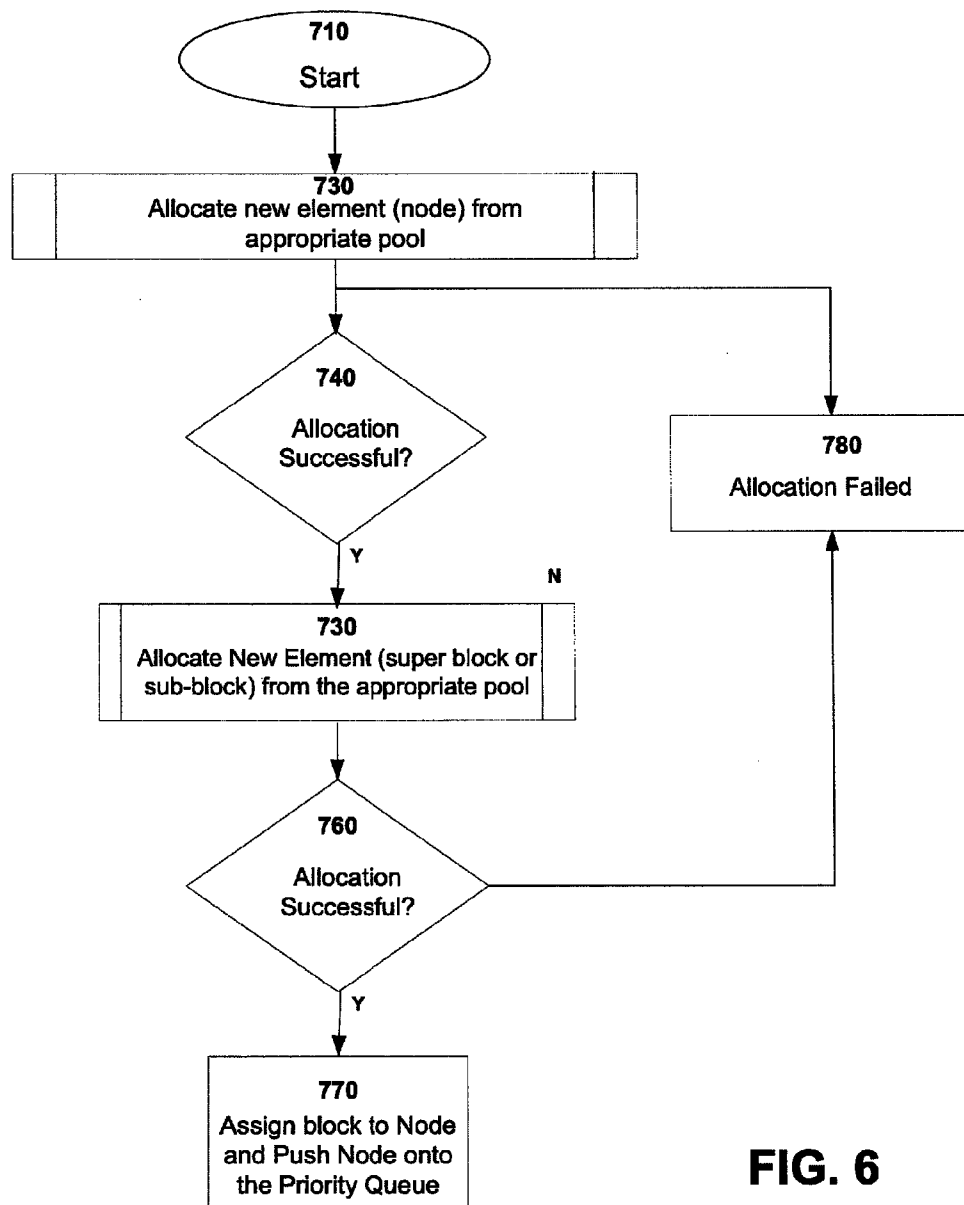 710
Start
730
Allocate new element (node) from
appropriate pool
740
Allocation
Successful?
780
Allocation Failed
Y
N
730
Allocate New Element (super block or
sub-block) from the appropriate pool
760
Allocation
Successful?
Y
770
Assign block to Node
and Push Node onto
the Priority Queue
FIG. 6